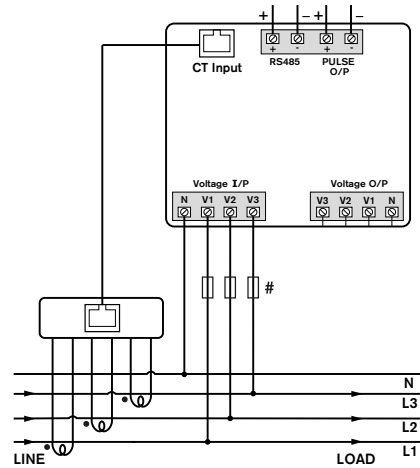 + – + –
+ - + -
CT Input
RS485 PULSE
O/P
Voltage I/P Voltage O/P
N V1 V2 V3 V3 V2 V1 N
#
N
L3
L2
LINE LOAD L1